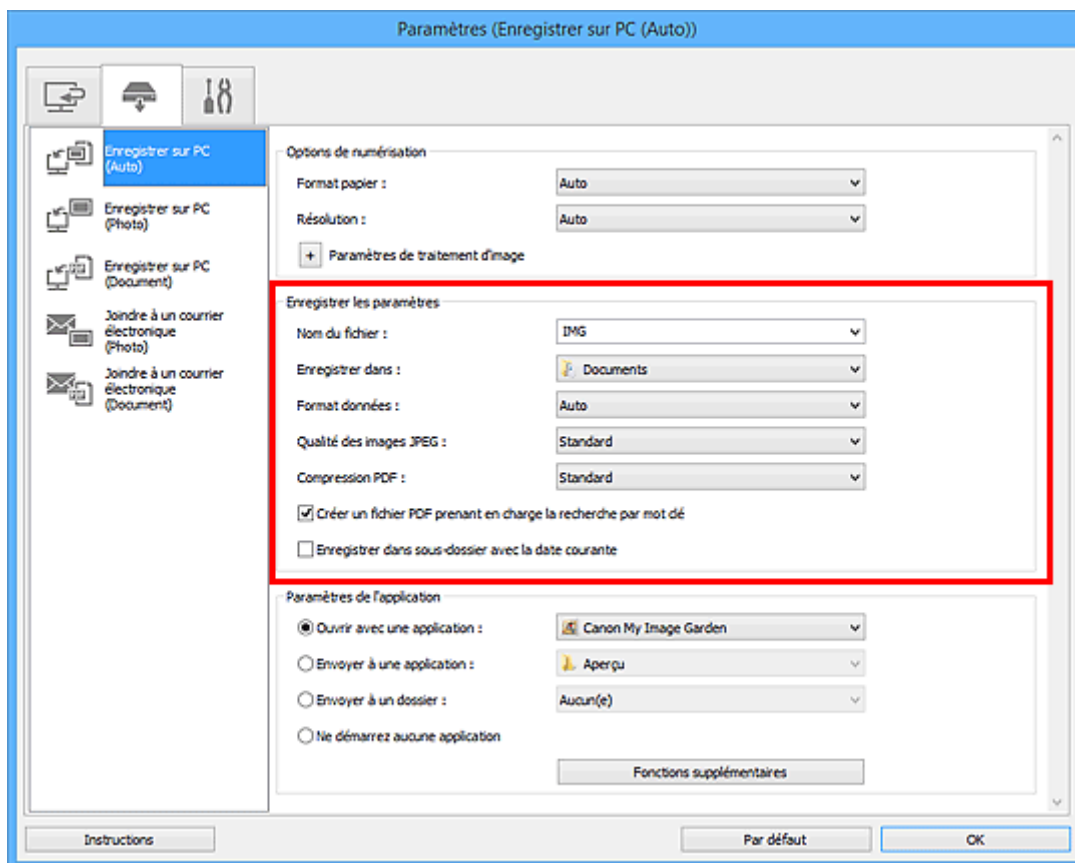 Paramètres (Enregistrer sur PC (Auto))
Enregistrer sur PC
(Auto)
Enregistrer sur PC
(Photo)
Enregistrer sur PC
(Document)
Joindre à un courrier
électronique
(Photo)
Joindre à un courrier
électronique
(Document)
Options de numérisation
Format papier : Auto
Résolution : Auto
+ Paramètres de traitement d'image
Enregistrer les paramètres
Nom du fichier : IMG
Enregistrer dans : Documents
Format données : Auto
Qualité des images JPEG : Standard
Compression PDF : Standard
Créer un fichier PDF prenant en charge la recherche par mot clé
Enregistrer dans sous-dossier avec la date courante
Paramètres de l'application
Ouvrir avec une application : Canon My Image Garden
Envoyer à une application : Aperçu
Envoyer à un dossier : Aucun(e)
Ne démarrez aucune application
Fonctions supplémentaires
Instructions Par défaut OK